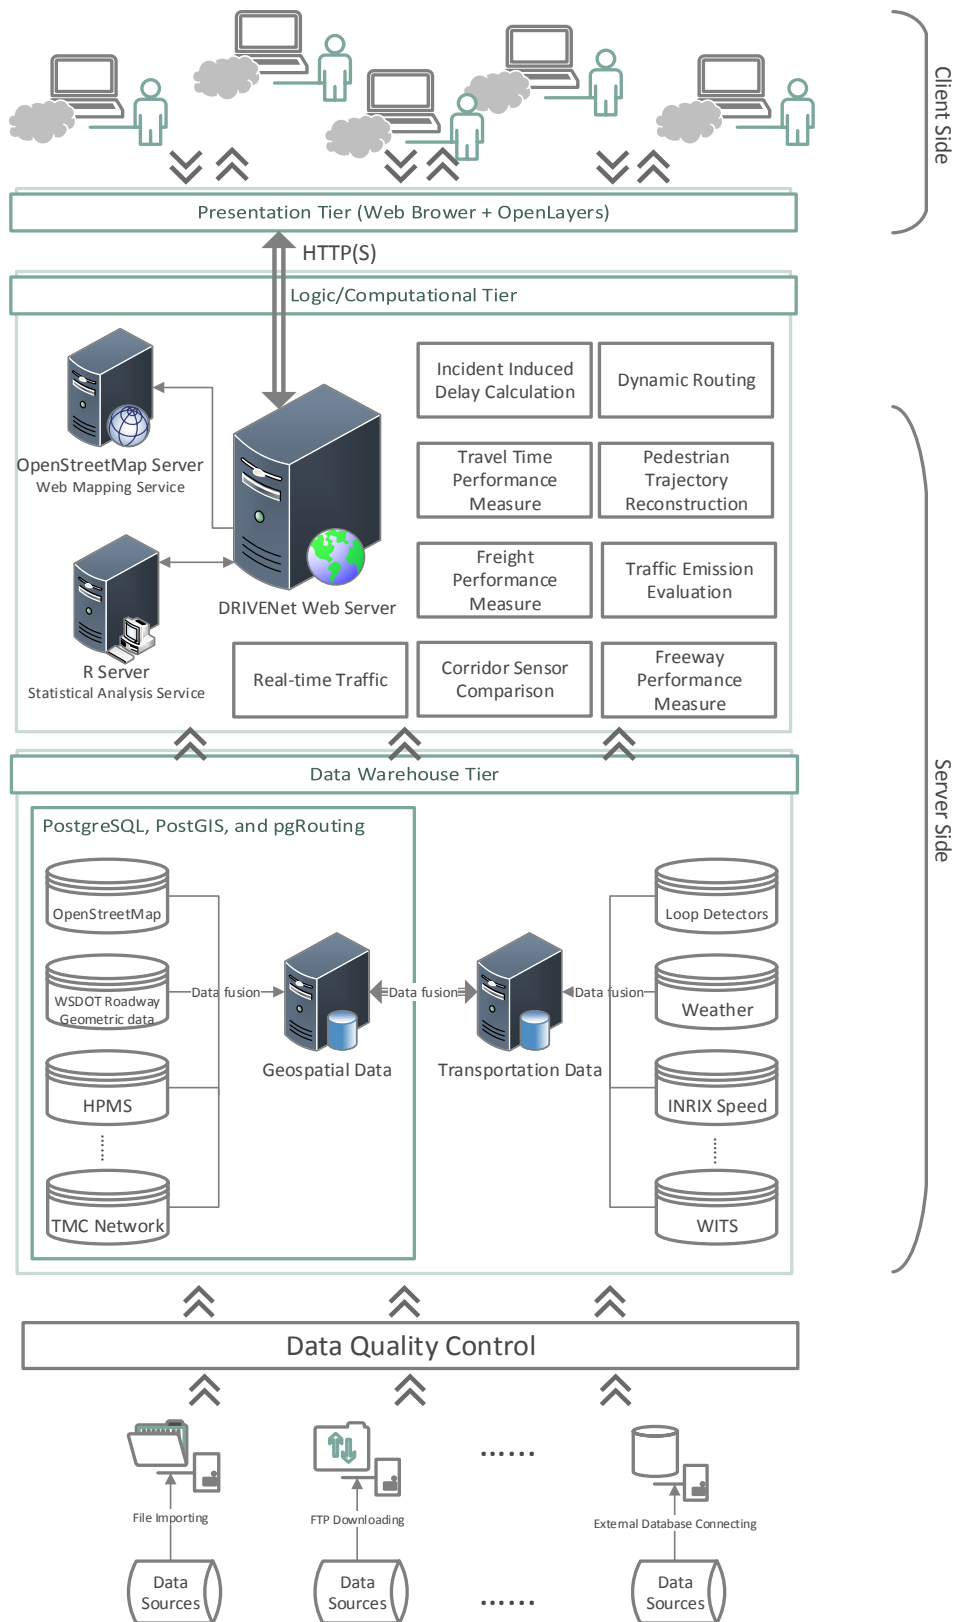 Client Side
Presentation Tier (Web Brower + OpenLayers)
HTTP(S)
Logic/Computational Tier
OpenStreetMap Server
Web Mapping Service
DRIVENet Web Server
R Server
Statistical Analysis Service
Incident Induced
Delay Calculation
Dynamic Routing
Travel Time
Performance
Measure
Pedestrian
Trajectory
Reconstruction
Freight
Performance
Measure
Traffic Emission
Evaluation
Real-time Traffic
Corridor Sensor
Comparison
Freeway
Performance
Measure
Server Side
Data Warehouse Tier
PostgreSQL, PostGIS, and pgRouting
OpenStreetMap
WSDOT Roadway
Geometric data
HPMS
......
TMC Network
Data fusion
Geospatial Data
Data fusion
Transportation Data
Data fusion
Loop Detectors
Weather
INRIX Speed
......
WITS
Data Quality Control
......
File Importing
FTP Downloading
External Database Connecting
Data
Sources
Data
Sources
......
Data
Sources